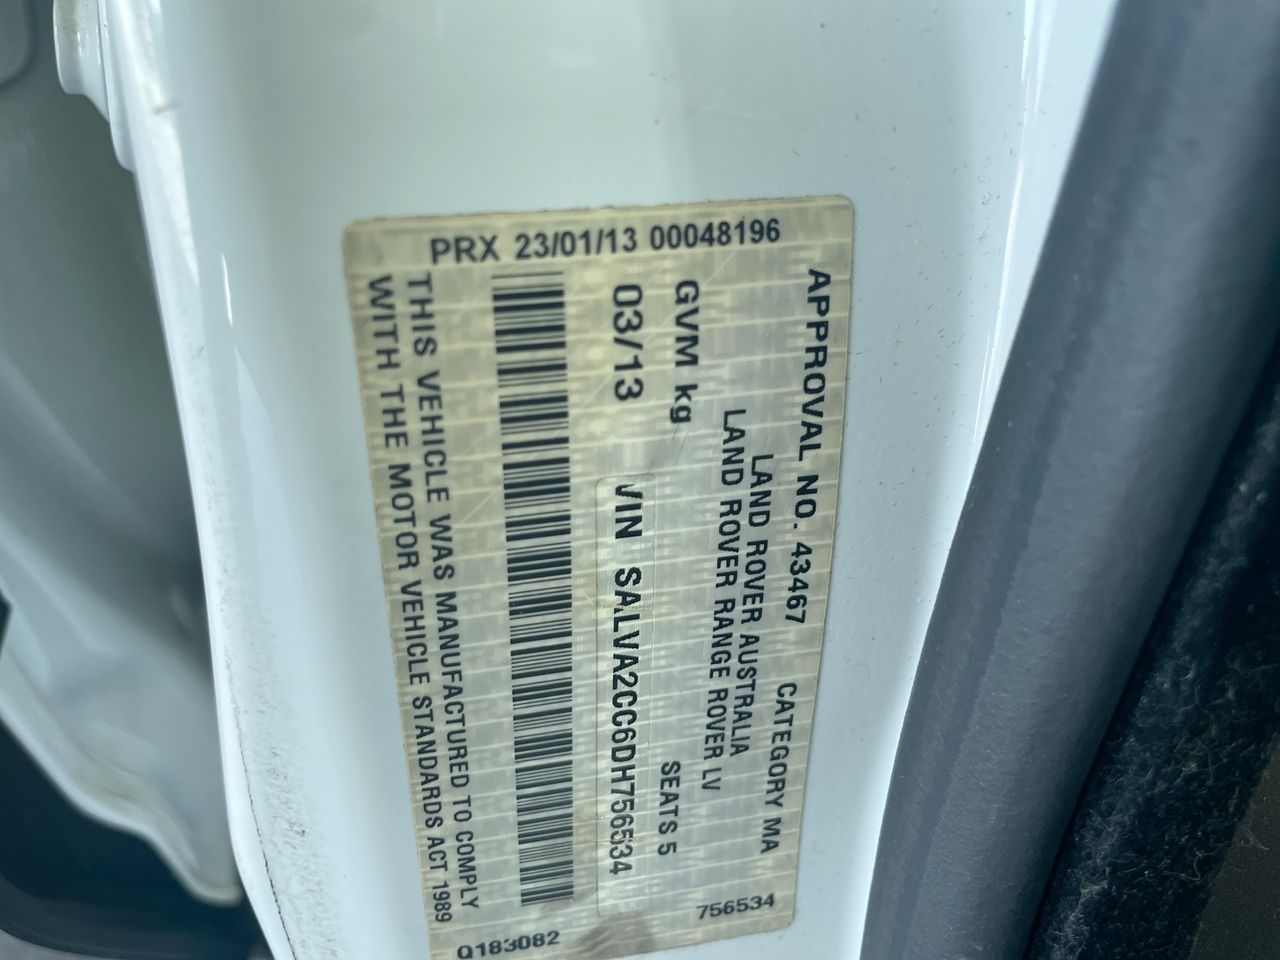 PRX 23/01/13 00048196
APPROVAL NO. 43467 CATEGORY MA
LAND ROVER AUSTRALIA
LAND ROVER RANGE ROVER LV
GVM kg SEATS 5
03/13 VIN SALVA2CC6DH756534
THIS VEHICLE WAS MANUFACTURED TO COMPLY
WITH THE MOTOR VEHICLE STANDARDS ACT 1989
756534
Q183082